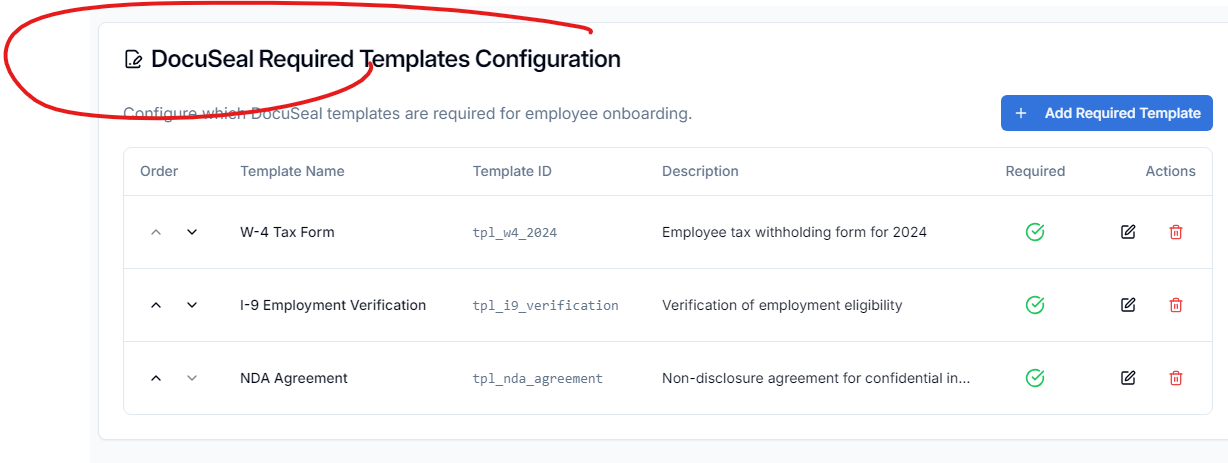 DocuSeal Required Templates Configuration
Configure which DocuSeal templates are required for employee onboarding.
+ Add Required Template
Order Template Name Template ID Description Required Actions
W-4 Tax Form tpl_w4_2024 Employee tax withholding form for 2024
I-9 Employment Verification tpl_i9_verification Verification of employment eligibility
NDA Agreement tpl_nda_agreement Non-disclosure agreement for confidential in...